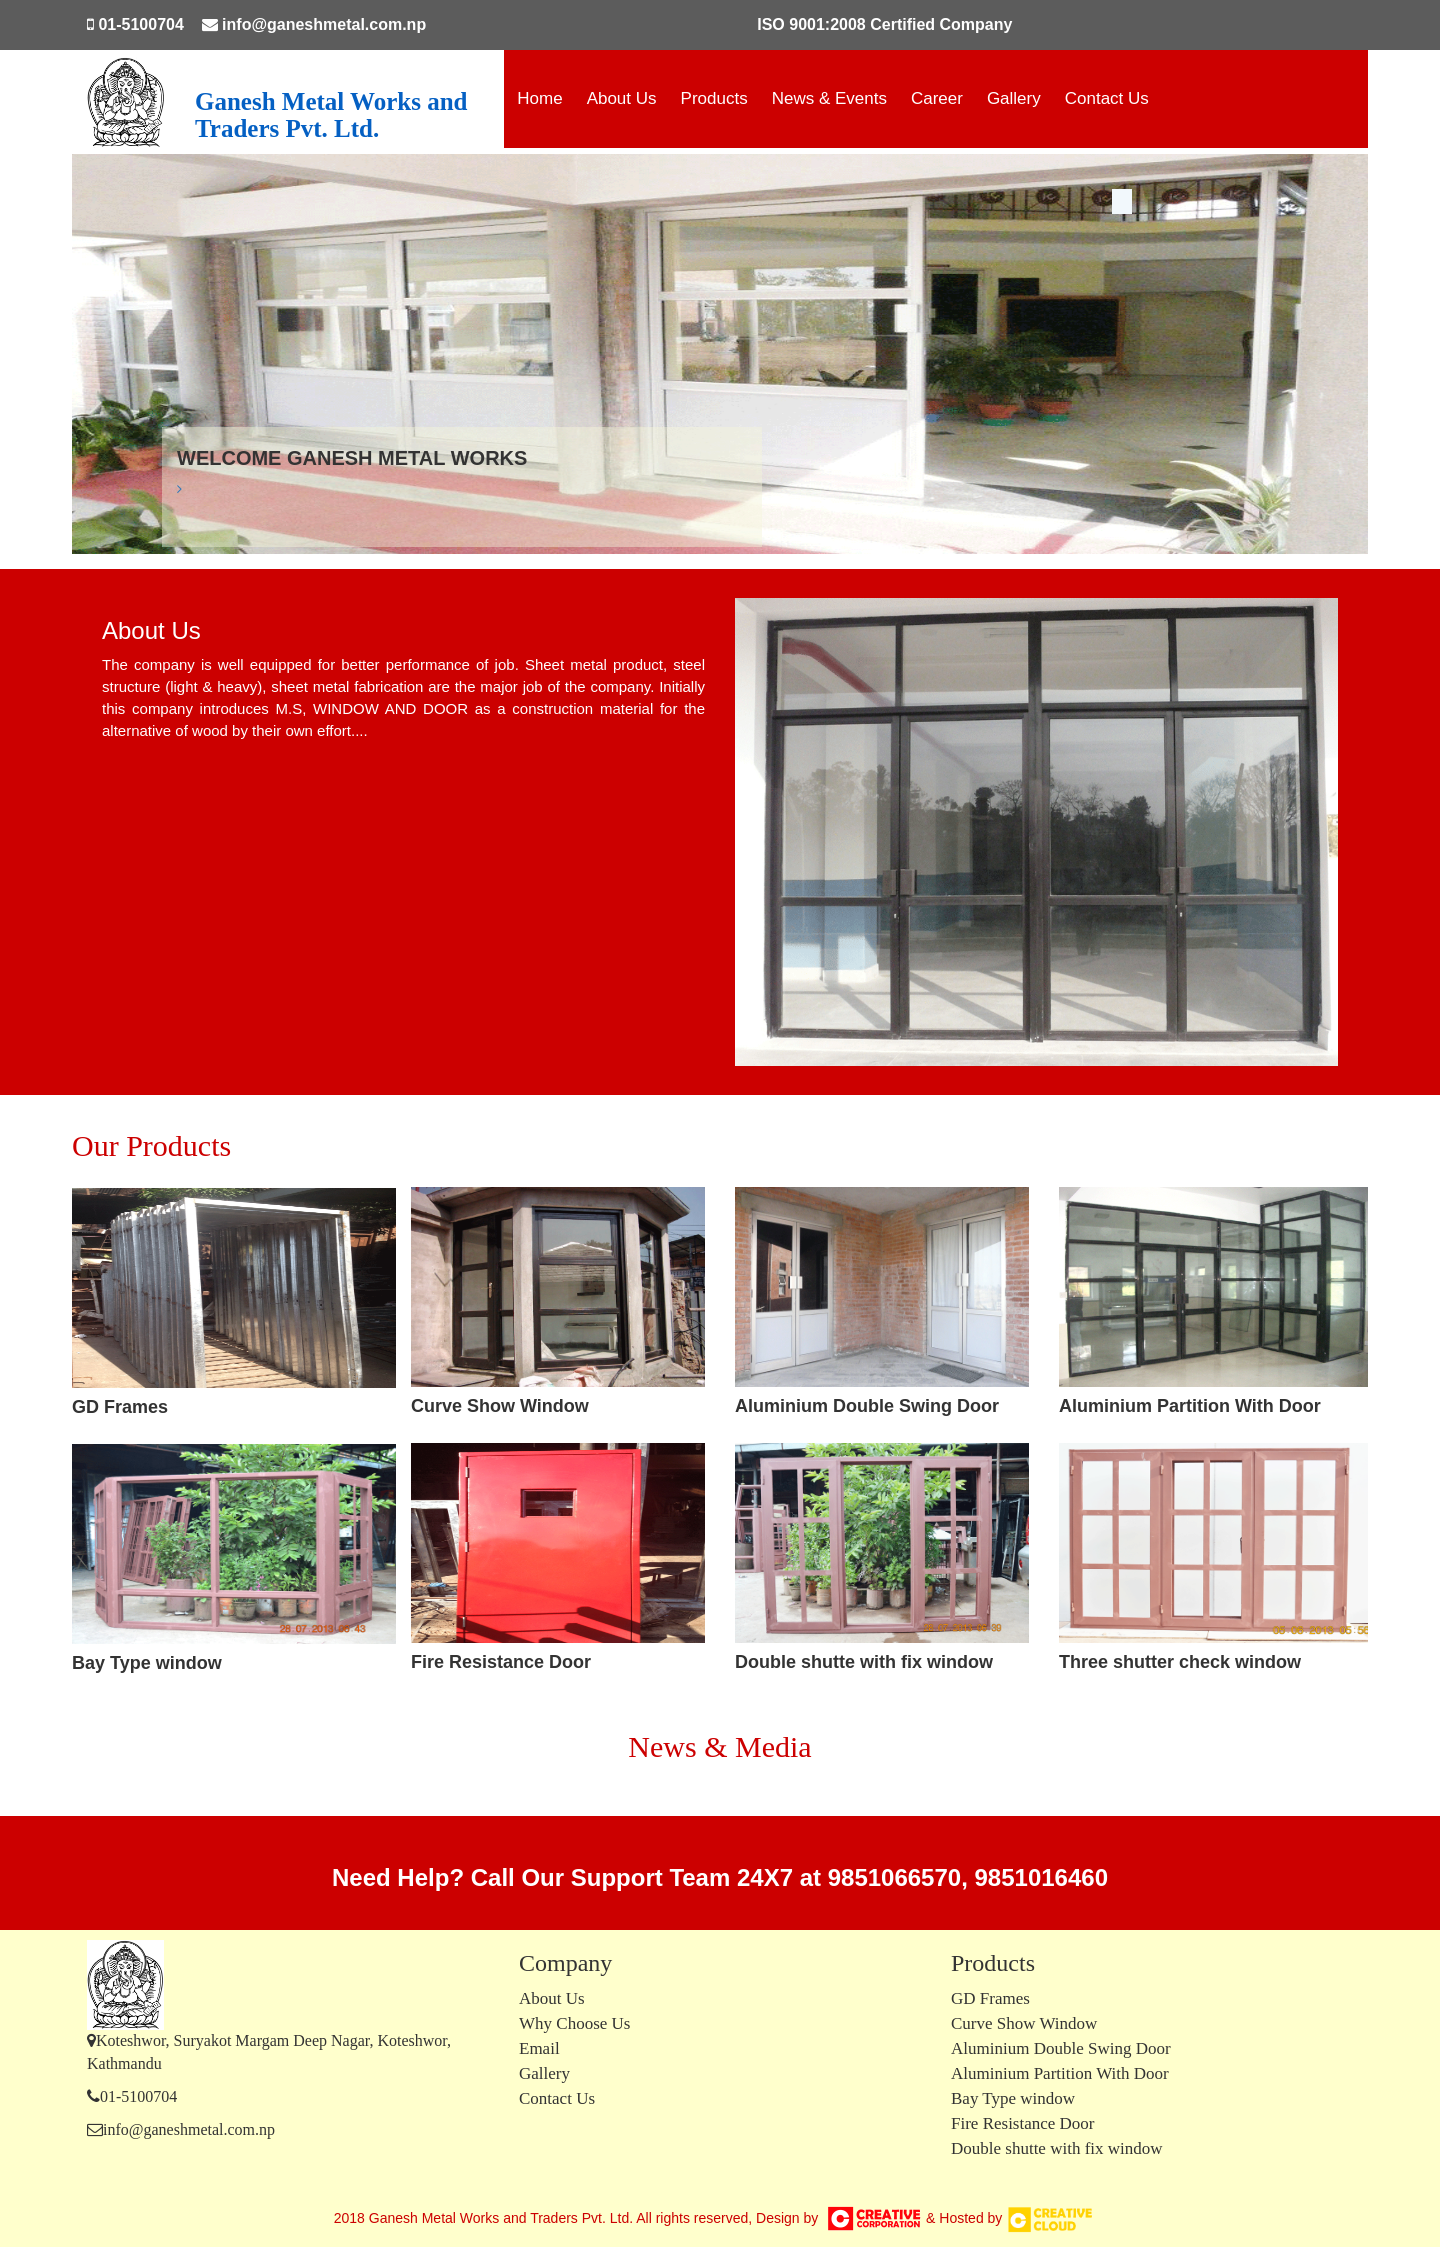 01-5100704 info@ganeshmetal.com.np ISO 9001:2008 Certified Company
Ganesh Metal Works and
Traders Pvt. Ltd.
Home About Us Products News & Events Career Gallery Contact Us
WELCOME GANESH METAL WORKS
About Us
The company is well equipped for better performance of job. Sheet metal product, steel
structure (light & heavy), sheet metal fabrication are the major job of the company. Initially
this company introduces M.S, WINDOW AND DOOR as a construction material for the
alternative of wood by their own effort....
Our Products
GD Frames
Curve Show Window
Aluminium Double Swing Door
Aluminium Partition With Door
Bay Type window
Fire Resistance Door
Double shutte with fix window
Three shutter check window
News & Media
Need Help? Call Our Support Team 24X7 at 9851066570, 9851016460
Koteshwor, Suryakot Margam Deep Nagar, Koteshwor,
Kathmandu
01-5100704
info@ganeshmetal.com.np
Company
About Us
Why Choose Us
Email
Gallery
Contact Us
Products
GD Frames
Curve Show Window
Aluminium Double Swing Door
Aluminium Partition With Door
Bay Type window
Fire Resistance Door
Double shutte with fix window
2018 Ganesh Metal Works and Traders Pvt. Ltd. All rights reserved, Design by CREATIVE CORPORATION & Hosted by CREATIVE CLOUD